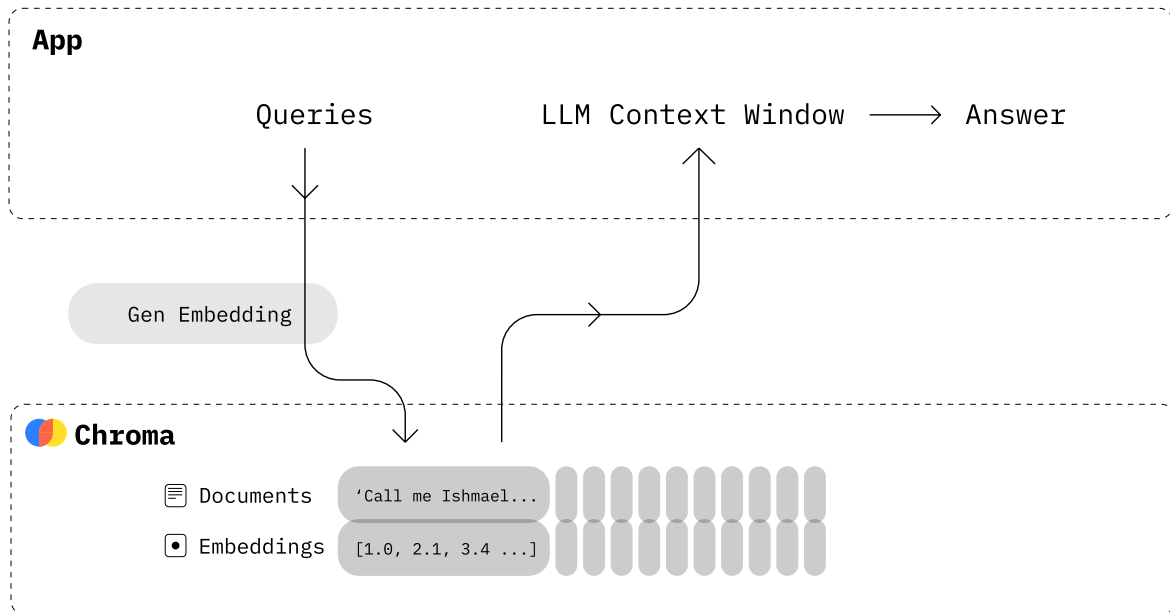 App
Queries
LLM Context Window
Answer
Gen Embedding
Chroma
Documents
‘Call me Ishmael...
Embeddings
[1.0, 2.1, 3.4 ...]